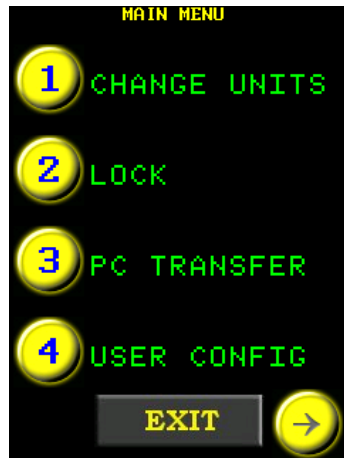 MAIN MENU
1 CHANGE UNITS
2 LOCK
3 PC TRANSFER
4 USER CONFIG
EXIT